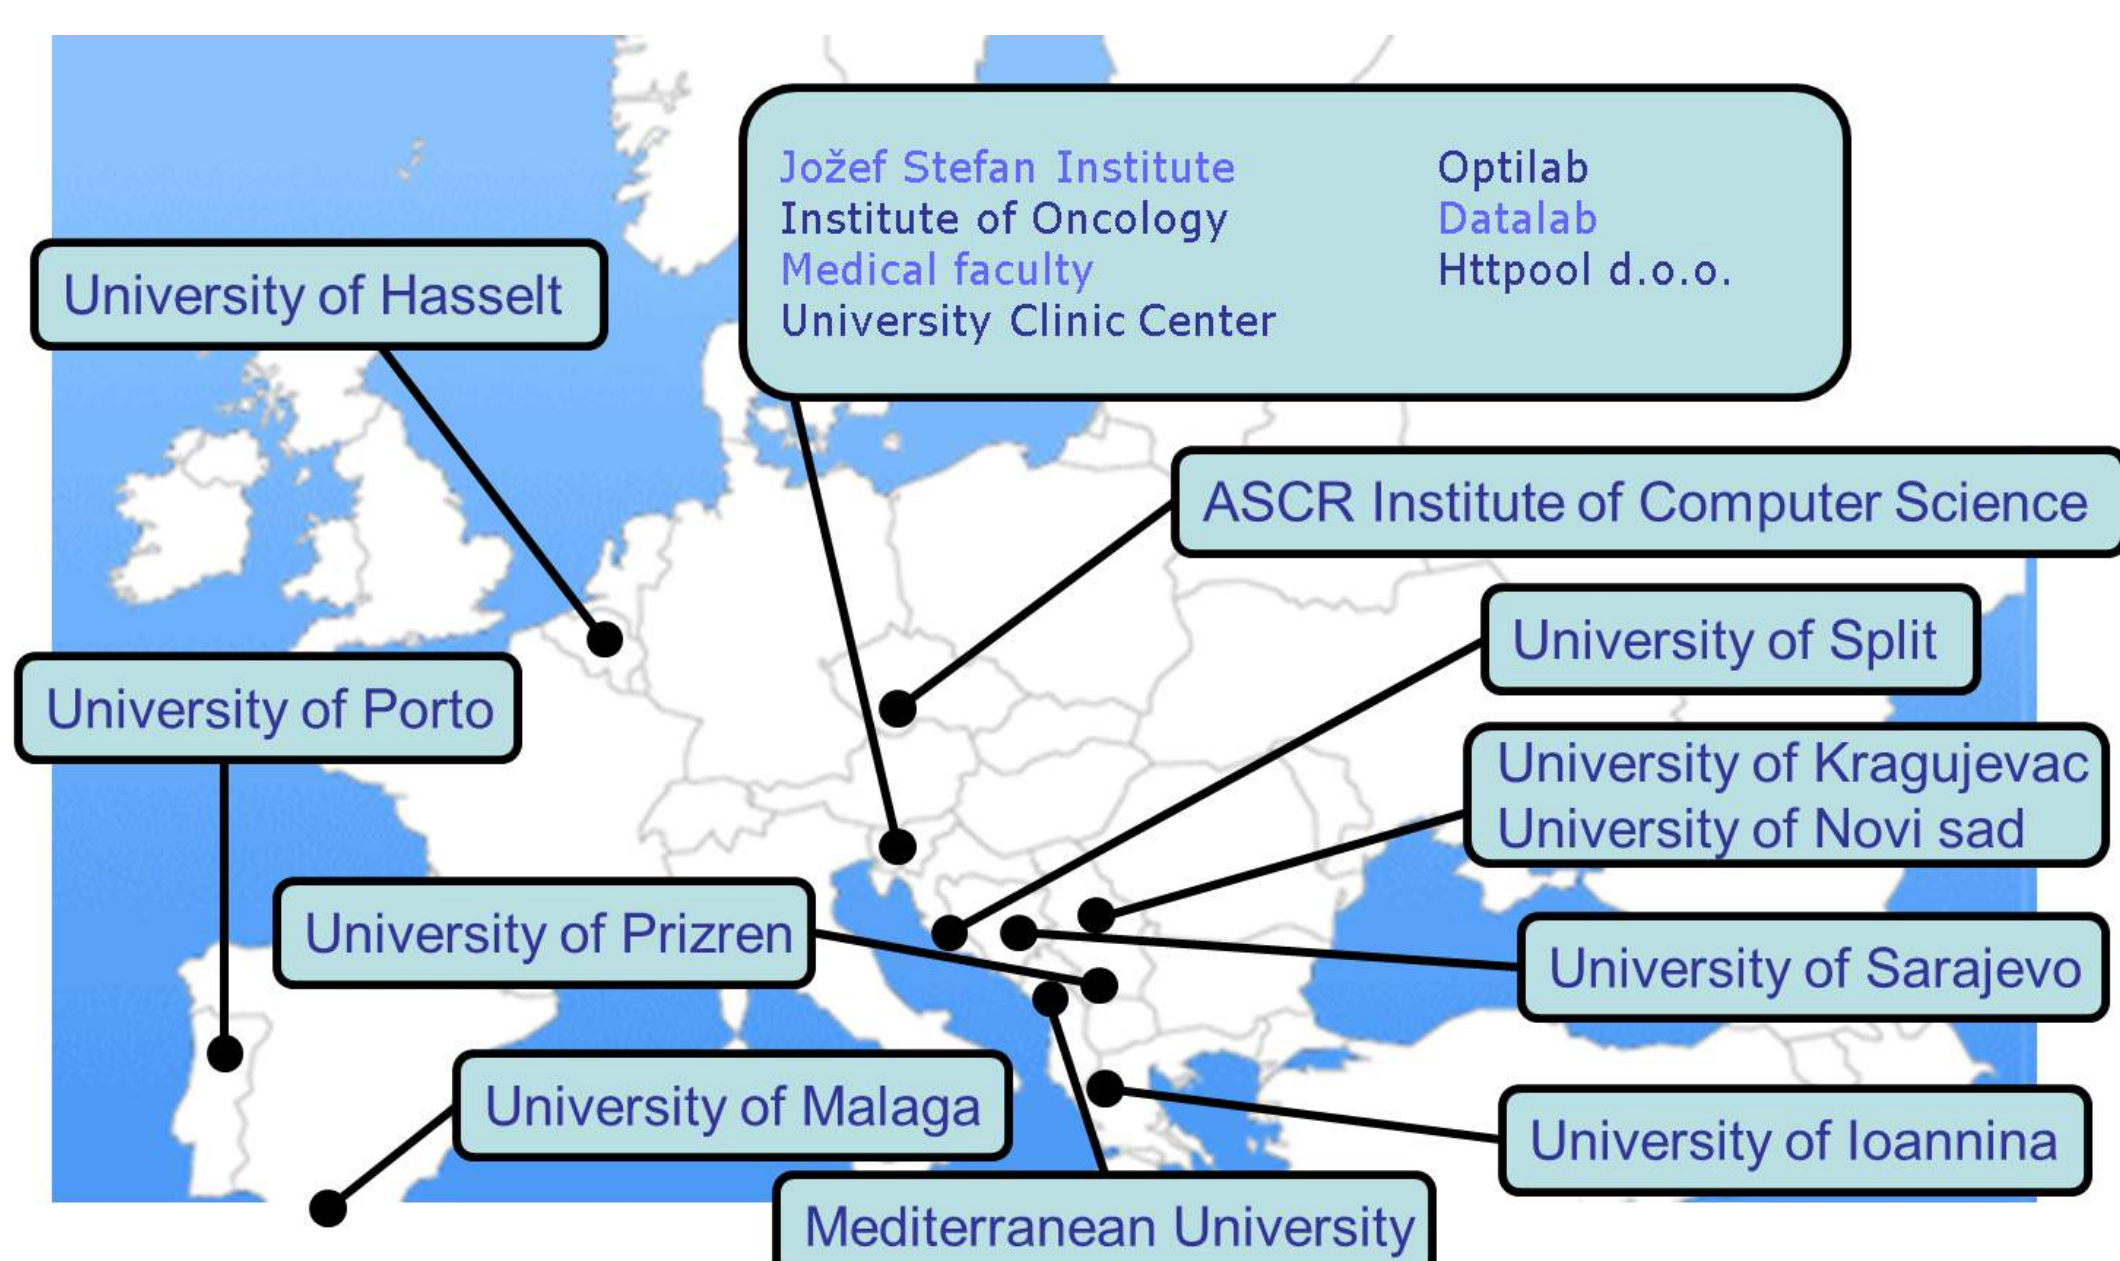 Jožef Stefan Institute
Institute of Oncology
Medical faculty
University Clinic Center
Optilab
Datalab
Httpool d.o.o.
University of Hasselt
ASCR Institute of Computer Science
University of Split
University of Porto
University of Kragujevac
University of Novi sad
University of Prizren
University of Sarajevo
University of Malaga
University of Ioannina
Mediterranean University